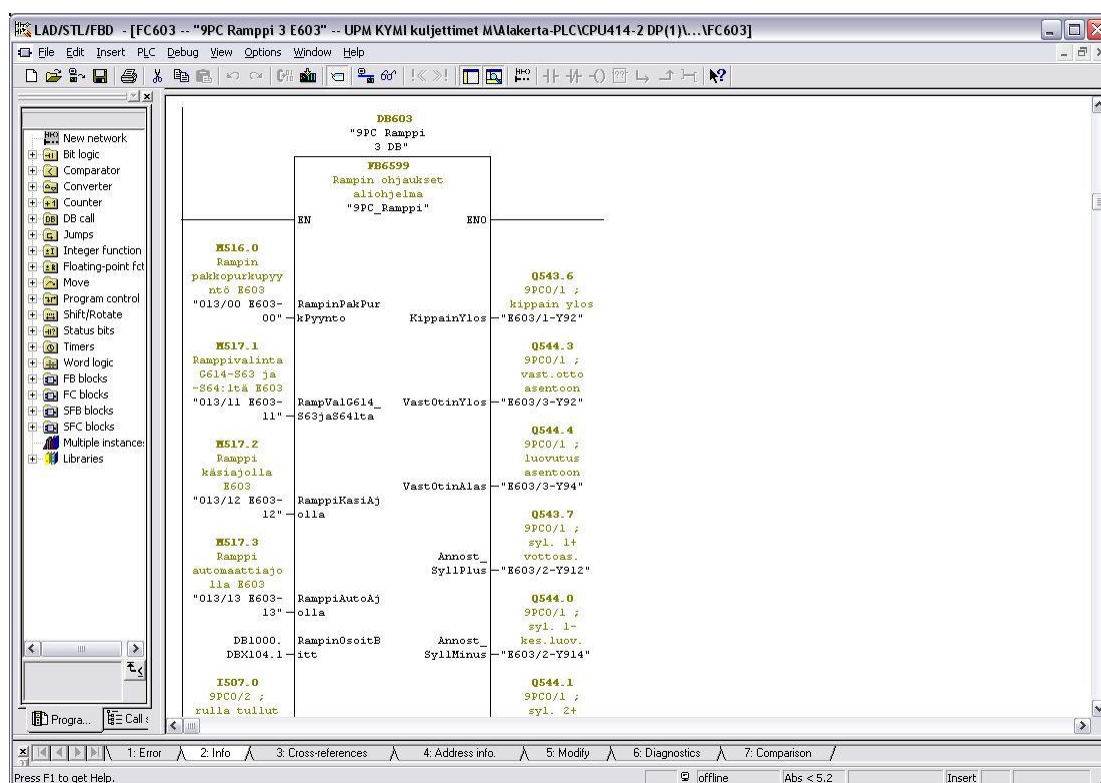 LAD/STL/FBD - [FC603 -- "9PC Ramppi 3 E603" -- UPM KYMI kuljettimet M\Alakerta-PLC\CPU414-2 DP(1)\...\FC603]
File Edit Insert PLC Debug View Options Window Help
New network
Bit logic
Comparator
Converter
Counter
DB call
Jumps
Integer function
Floating-point fct
Move
Program control
Shift/Rotate
Status bits
Timers
Word logic
FB blocks
FC blocks
SFB blocks
SFC blocks
Multiple instance:
Libraries
Progra...
Call :
DB603
"9PC Ramppi
3 DB"
FB6599
Rampin ohjaukset
aliohjelma
"9PC_Ramppi"
EN ENO
M516.0
Rampin
pakkopurkupyy
ntö E603
"013/00 E603-
00"
RampinPakPur
kPyynto
M517.1
Ramppivalinta
G614-S63 ja
-S64:ltä E603
"013/11 E603-
11"
RampValG614_
S63jaS64lta
M517.2
Ramppi
käsiajolla
E603
"013/12 E603-
12"
RamppiKasiAj
olla
M517.3
Ramppi
automaattiajo
lla E603
"013/13 E603-
13"
RamppiAutoAj
olla
DB1000.
DBX104.1
RampinOsoitB
itt
I507.0
9PC0/2 ;
rulla tullut
Q543.6
9PC0/1 ;
kippain ylos
KippainYlos
"E603/1-Y92"
Q544.3
9PC0/1 ;
vast.otto
asentoon
VastOtinYlos
"E603/3-Y92"
Q544.4
9PC0/1 ;
luovutus
asentoon
VastOtinAlas
"E603/3-Y94"
Q543.7
9PC0/1 ;
syl. 1+
vottoas.
Annost_
SyllPlus
"E603/2-Y912"
Q544.0
9PC0/1 ;
syl. 1-
kes.luov.
Annost_
SyllMinus
"E603/2-Y914"
Q544.1
9PC0/1 ;
syl. 2+
1: Error 2: Info 3: Cross-references 4: Address info. 5: Modify 6: Diagnostics 7: Comparison
Press F1 to get Help. offline Abs < 5.2 Insert